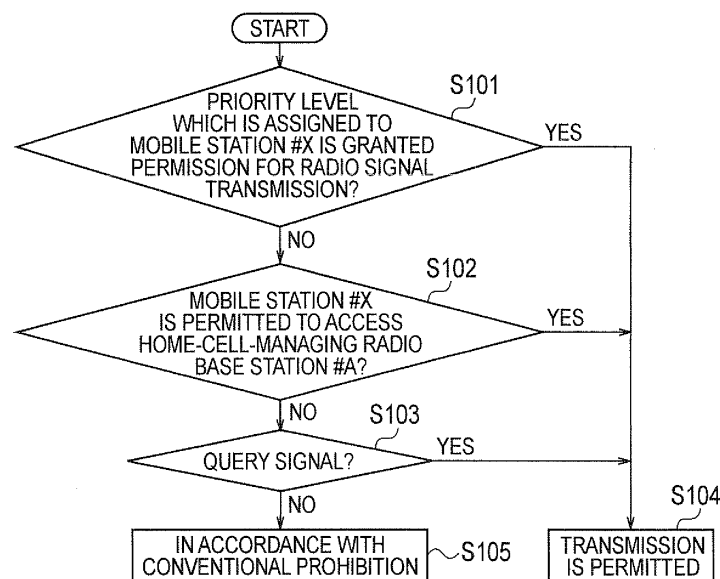 START
S101
PRIORITY LEVEL
WHICH IS ASSIGNED TO
MOBILE STATION #X IS GRANTED
PERMISSION FOR RADIO SIGNAL
TRANSMISSION?
YES
NO
S102
MOBILE STATION #X
IS PERMITTED TO ACCESS
HOME-CELL-MANAGING RADIO
BASE STATION #A?
YES
NO
S103
QUERY SIGNAL?
YES
NO
S104
IN ACCORDANCE WITH
CONVENTIONAL PROHIBITION
S105
TRANSMISSION
IS PERMITTED